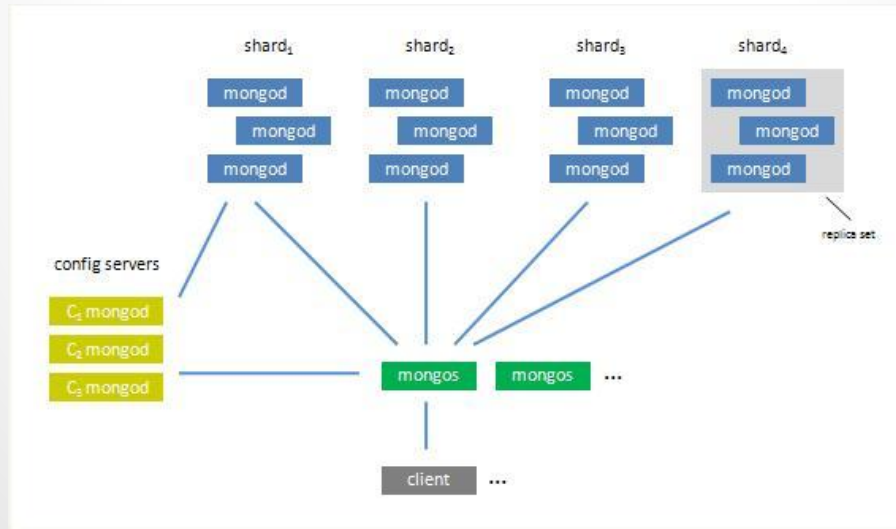 shard₁ shard₂ shard₃ shard₄
mongod mongod mongod mongod
mongod mongod mongod mongod
mongod mongod mongod mongod
replica set
config servers
C₁ mongod
C₂ mongod
C₃ mongod
mongos mongos ...
client ...